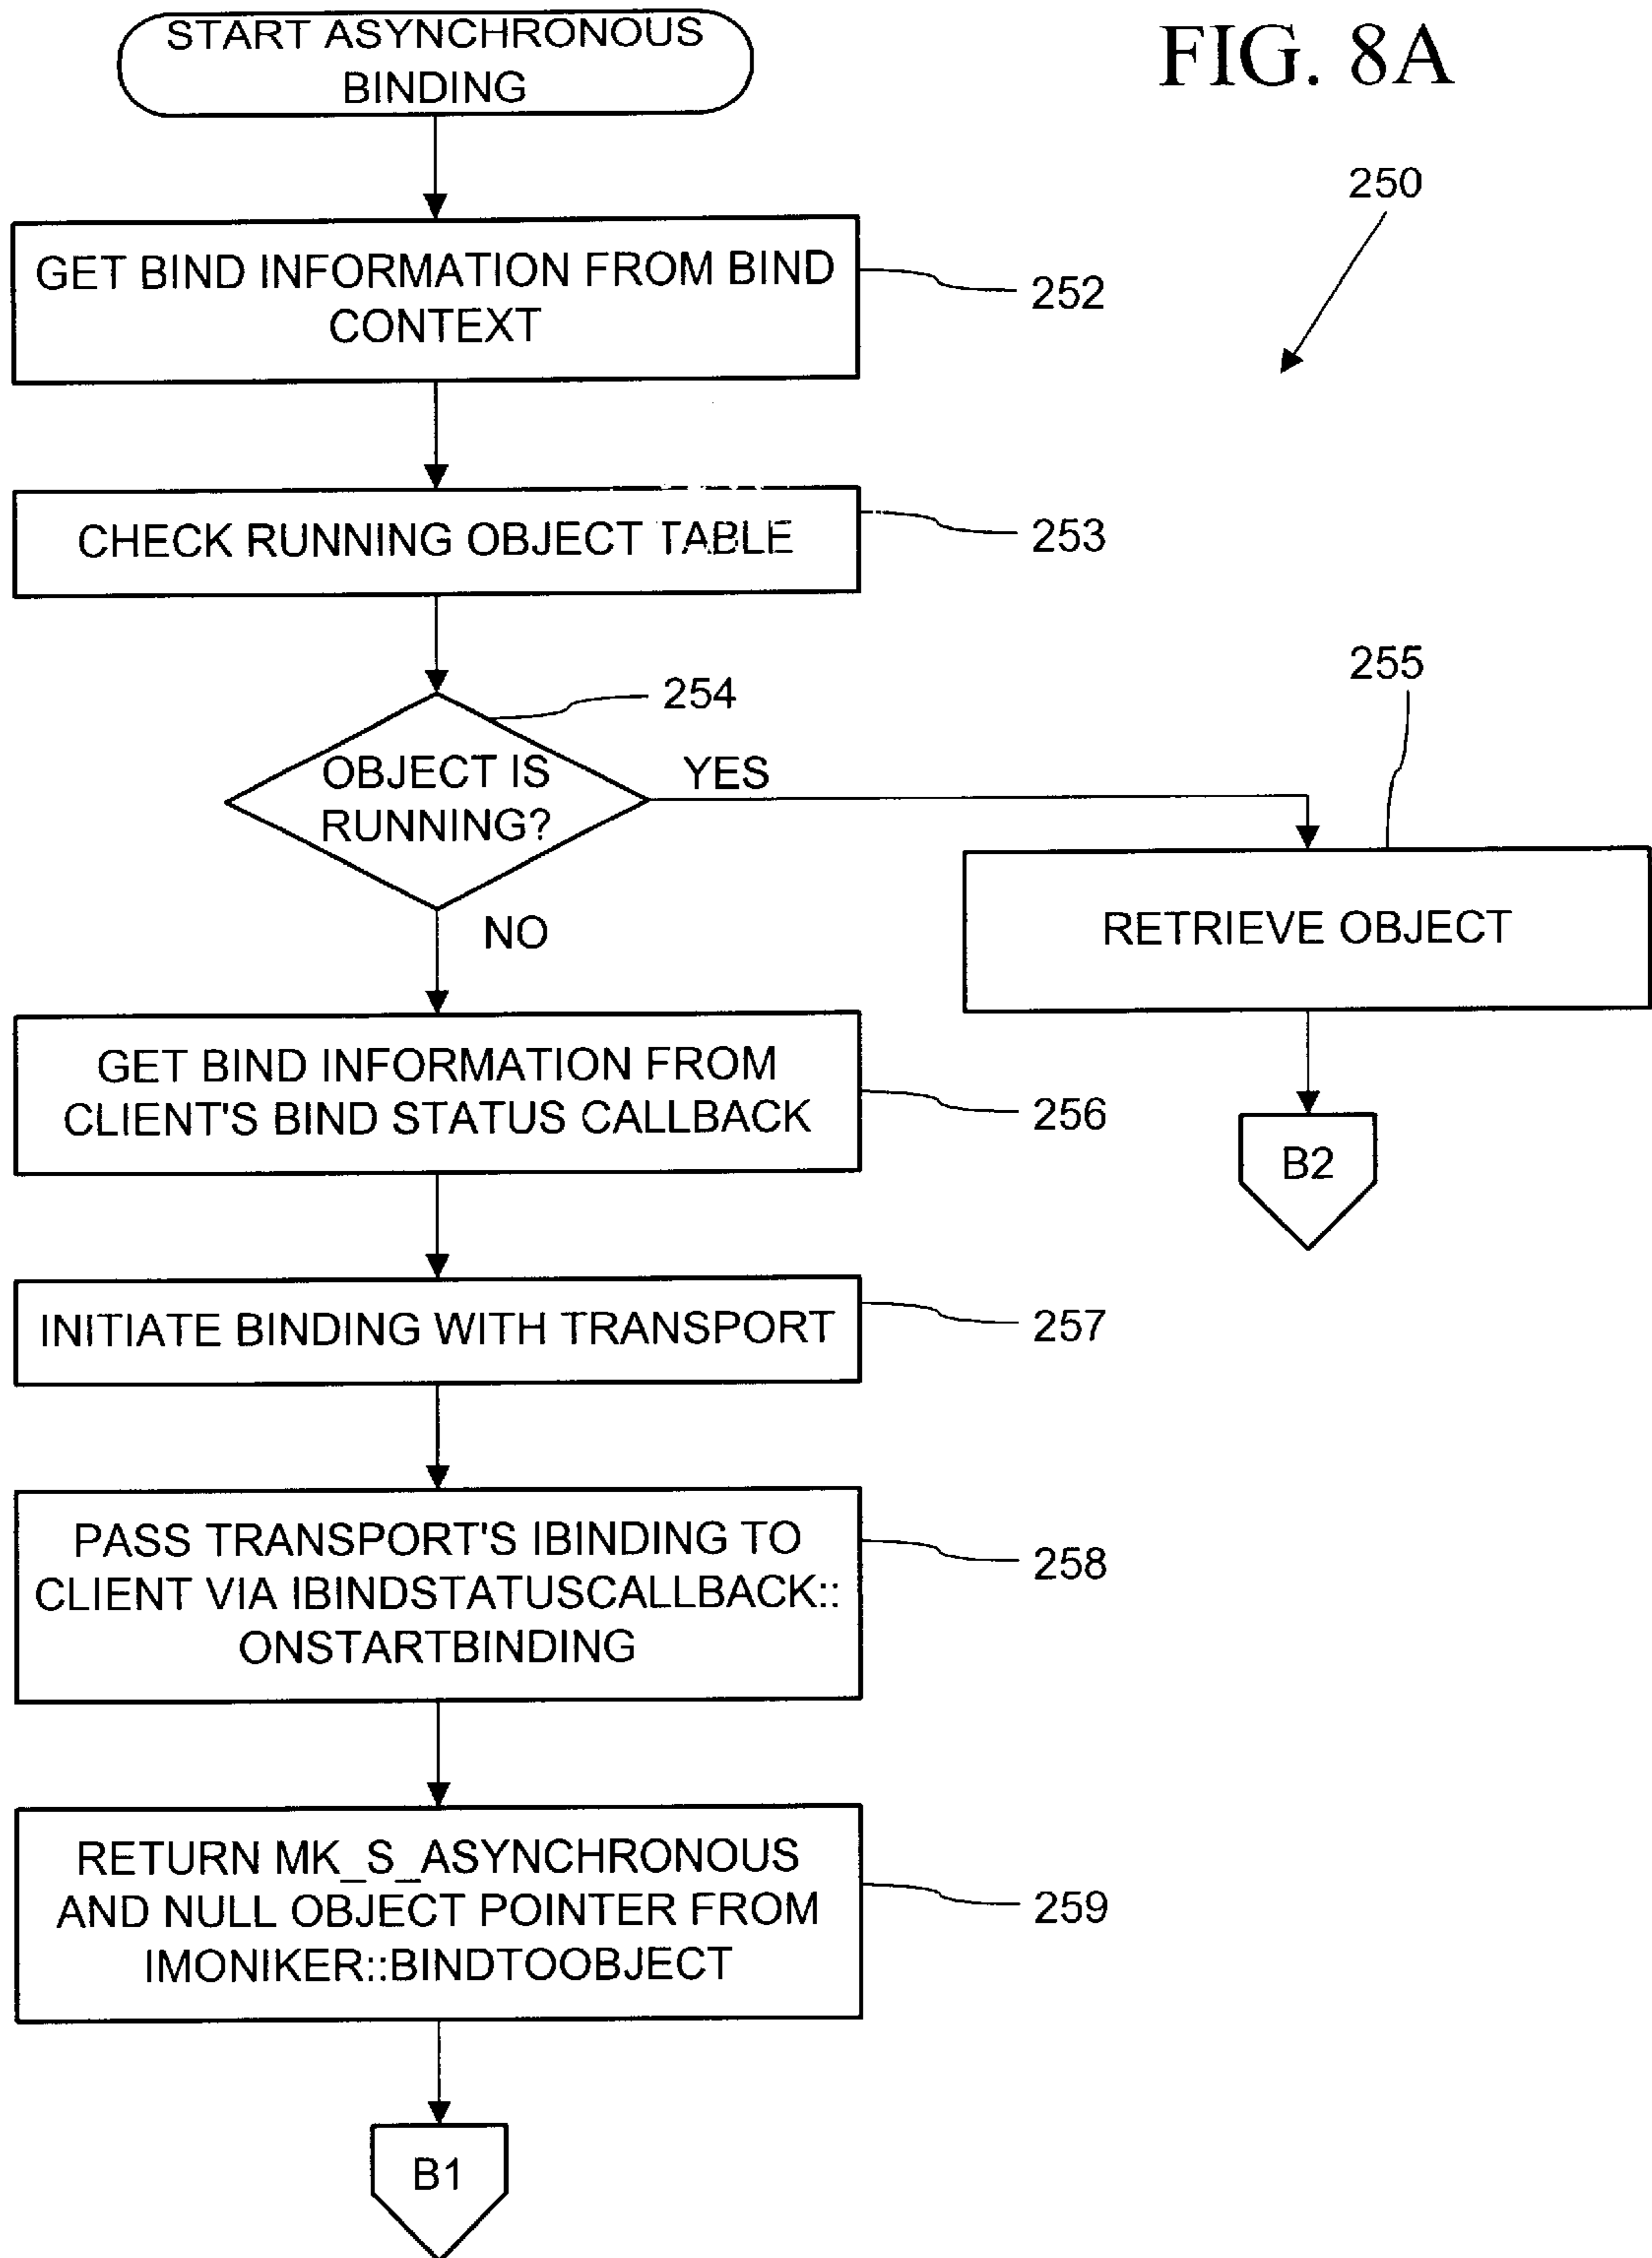 START ASYNCHRONOUS
BINDING
FIG. 8A
250
GET BIND INFORMATION FROM BIND
CONTEXT
252
CHECK RUNNING OBJECT TABLE
253
254
OBJECT IS
RUNNING?
YES
NO
255
RETRIEVE OBJECT
B2
GET BIND INFORMATION FROM
CLIENT'S BIND STATUS CALLBACK
256
INITIATE BINDING WITH TRANSPORT
257
PASS TRANSPORT'S IBINDING TO
CLIENT VIA IBINDSTATUSCALLBACK::
ONSTARTBINDING
258
RETURN MK_S_ASYNCHRONOUS
AND NULL OBJECT POINTER FROM
IMONIKER::BINDTOOBJECT
259
B1